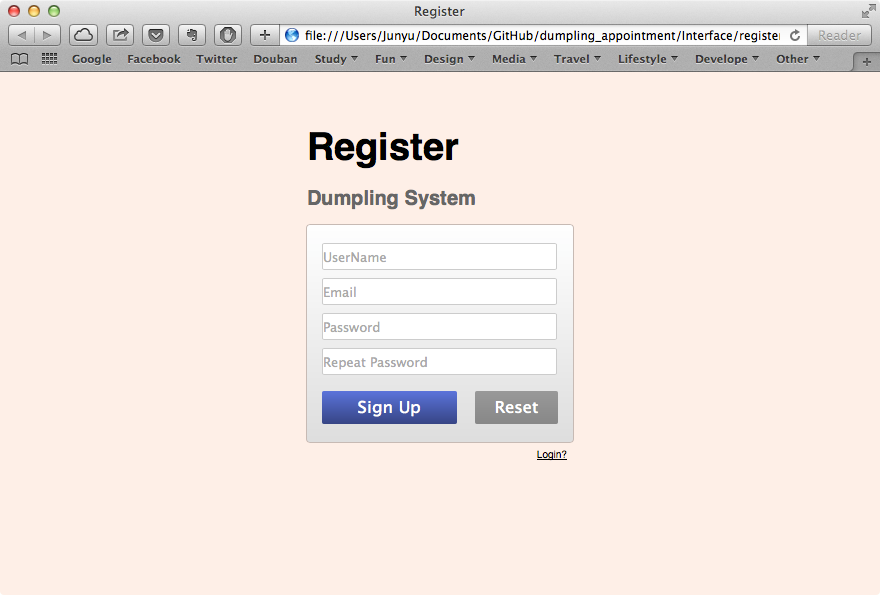 Register
file:///Users/Junyu/Documents/GitHub/dumpling_appointment/Interface/register
Reader
Google Facebook Twitter Douban Study Fun Design Media Travel Lifestyle Develope Other
Register
Dumpling System
UserName
Email
Password
Repeat Password
Sign Up Reset
Login?